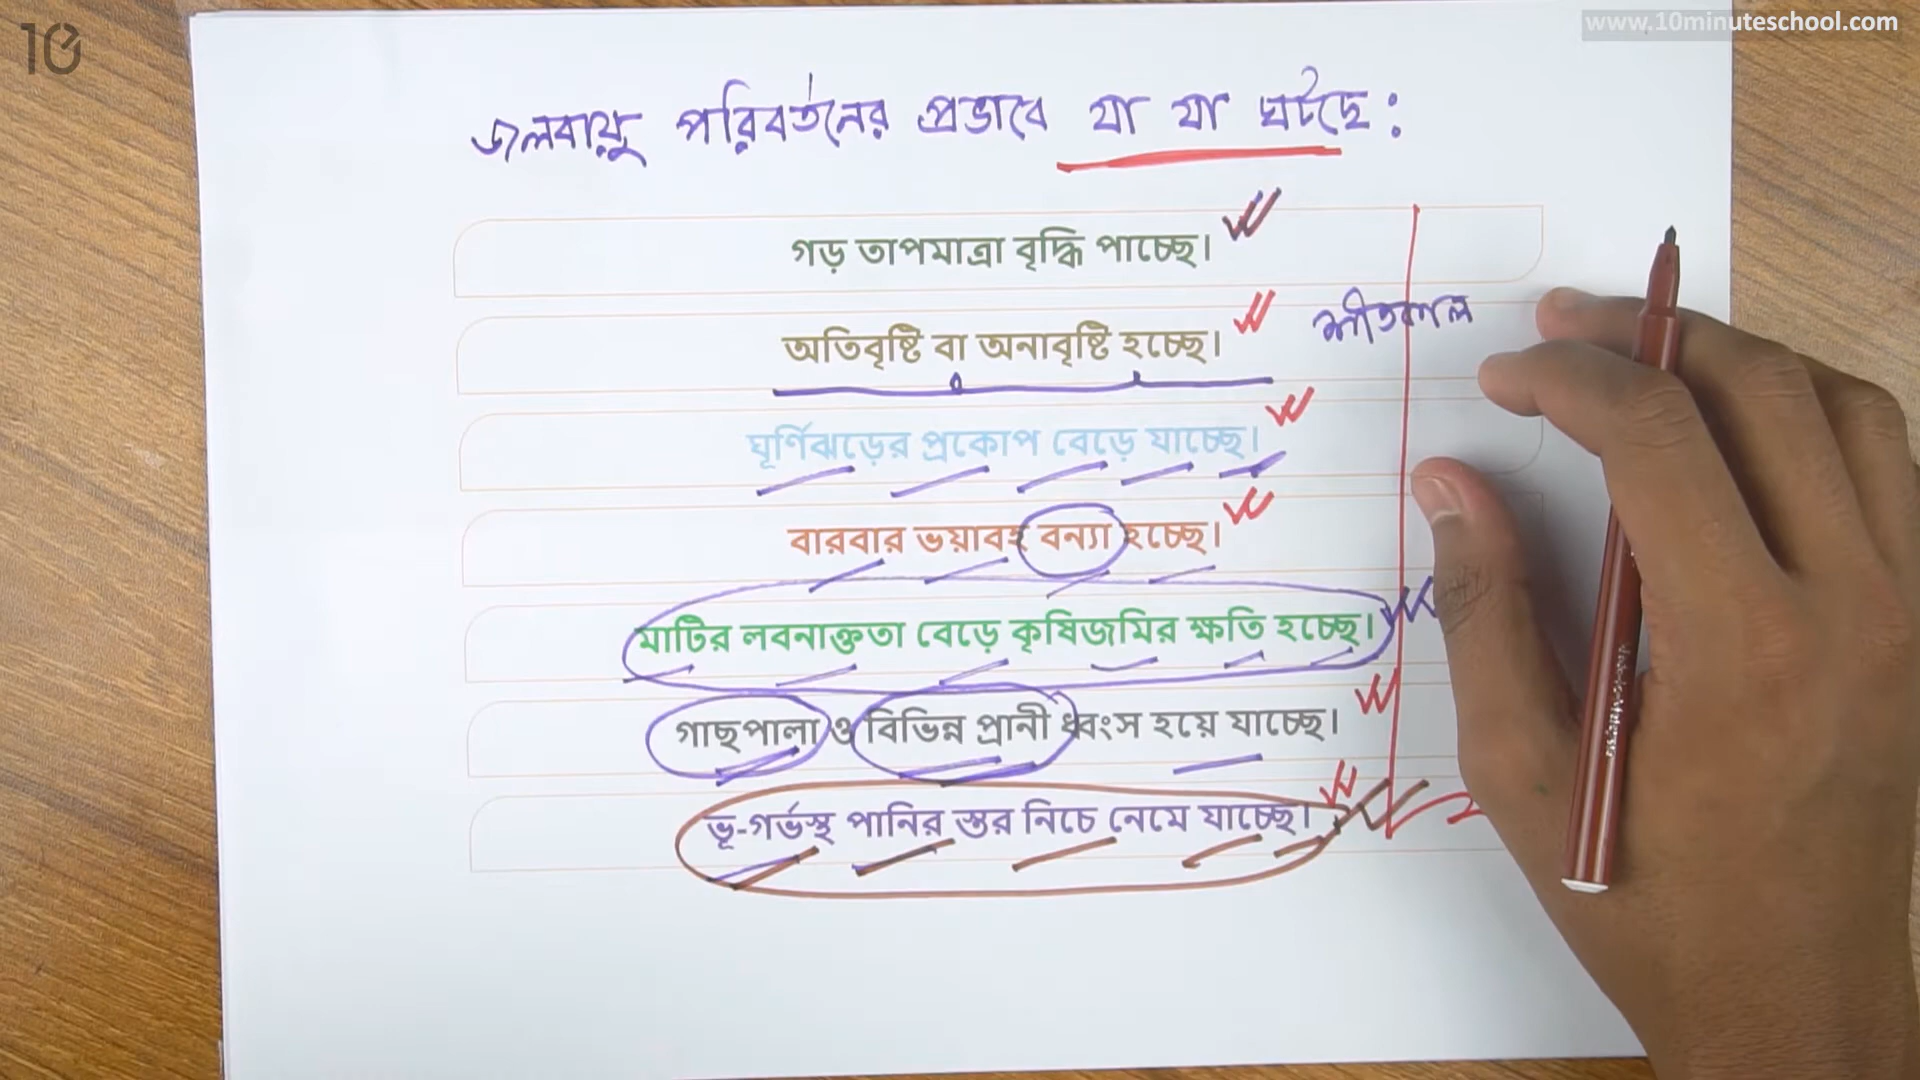 10
www.10minuteschool.com
জলবায়ু পরিবর্তনের প্রভাবে যা যা ঘটছে:
গড় তাপমাত্রা বৃদ্ধি পাচ্ছে।
অতিবৃষ্টি বা অনাবৃষ্টি হচ্ছে।
শীতকাল
ঘূর্ণিঝড়ের প্রকোপ বেড়ে যাচ্ছে।
বারবার ভয়াবহ বন্যা হচ্ছে।
মাটির লবনাক্ততা বেড়ে কৃষিজমির ক্ষতি হচ্ছে।
গাছপালা ও বিভিন্ন প্রানী ধ্বংস হয়ে যাচ্ছে।
ভূ-গর্ভস্থ পানির স্তর নিচে নেমে যাচ্ছে।